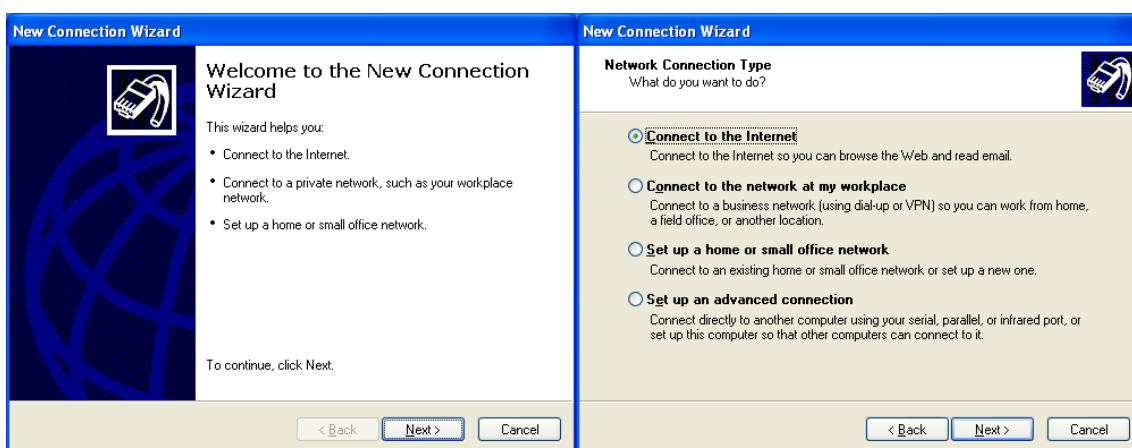 New Connection Wizard
Welcome to the New Connection
Wizard
This wizard helps you:
• Connect to the Internet.
• Connect to a private network, such as your workplace
network.
• Set up a home or small office network.
To continue, click Next.
< Back
Next >
Cancel
New Connection Wizard
Network Connection Type
What do you want to do?
Connect to the Internet
Connect to the Internet so you can browse the Web and read email.
Connect to the network at my workplace
Connect to a business network (using dial-up or VPN) so you can work from home,
a field office, or another location.
Set up a home or small office network
Connect to an existing home or small office network or set up a new one.
Set up an advanced connection
Connect directly to another computer using your serial, parallel, or infrared port, or
set up this computer so that other computers can connect to it.
< Back
Next >
Cancel